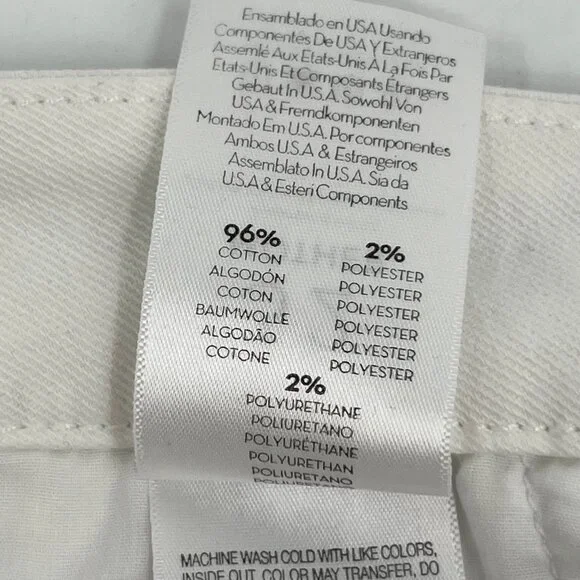 Ensamblado en USA Usando
Componentes De USA Y Extranjeros
Assemlé Aux Etats-Unis À La Fois Par
Etats-Unis Et Composants Étrangers
Gebaut In U.S.A. Sowohl Von
USA & Fremdkomponenten
Montado Em U.S.A. Por componentes
Ambos U.S.A & Estrangeiros
Assemblato In U.S.A. Sia da
U.S.A & Esteri Components
96%
COTTON
ALGODÓN
COTON
BAUMWOLLE
ALGODÃO
COTONE
2%
POLYESTER
POLYESTER
POLYESTER
POLYESTER
POLYESTER
POLYESTER
2%
POLYURETHANE
POLIURETANO
POLYURÉTHANE
POLYURETHAN
POLIURETANO
MACHINE WASH COLD WITH LIKE COLORS,
INSIDE OUT. COLOR MAY TRANSFER, DO